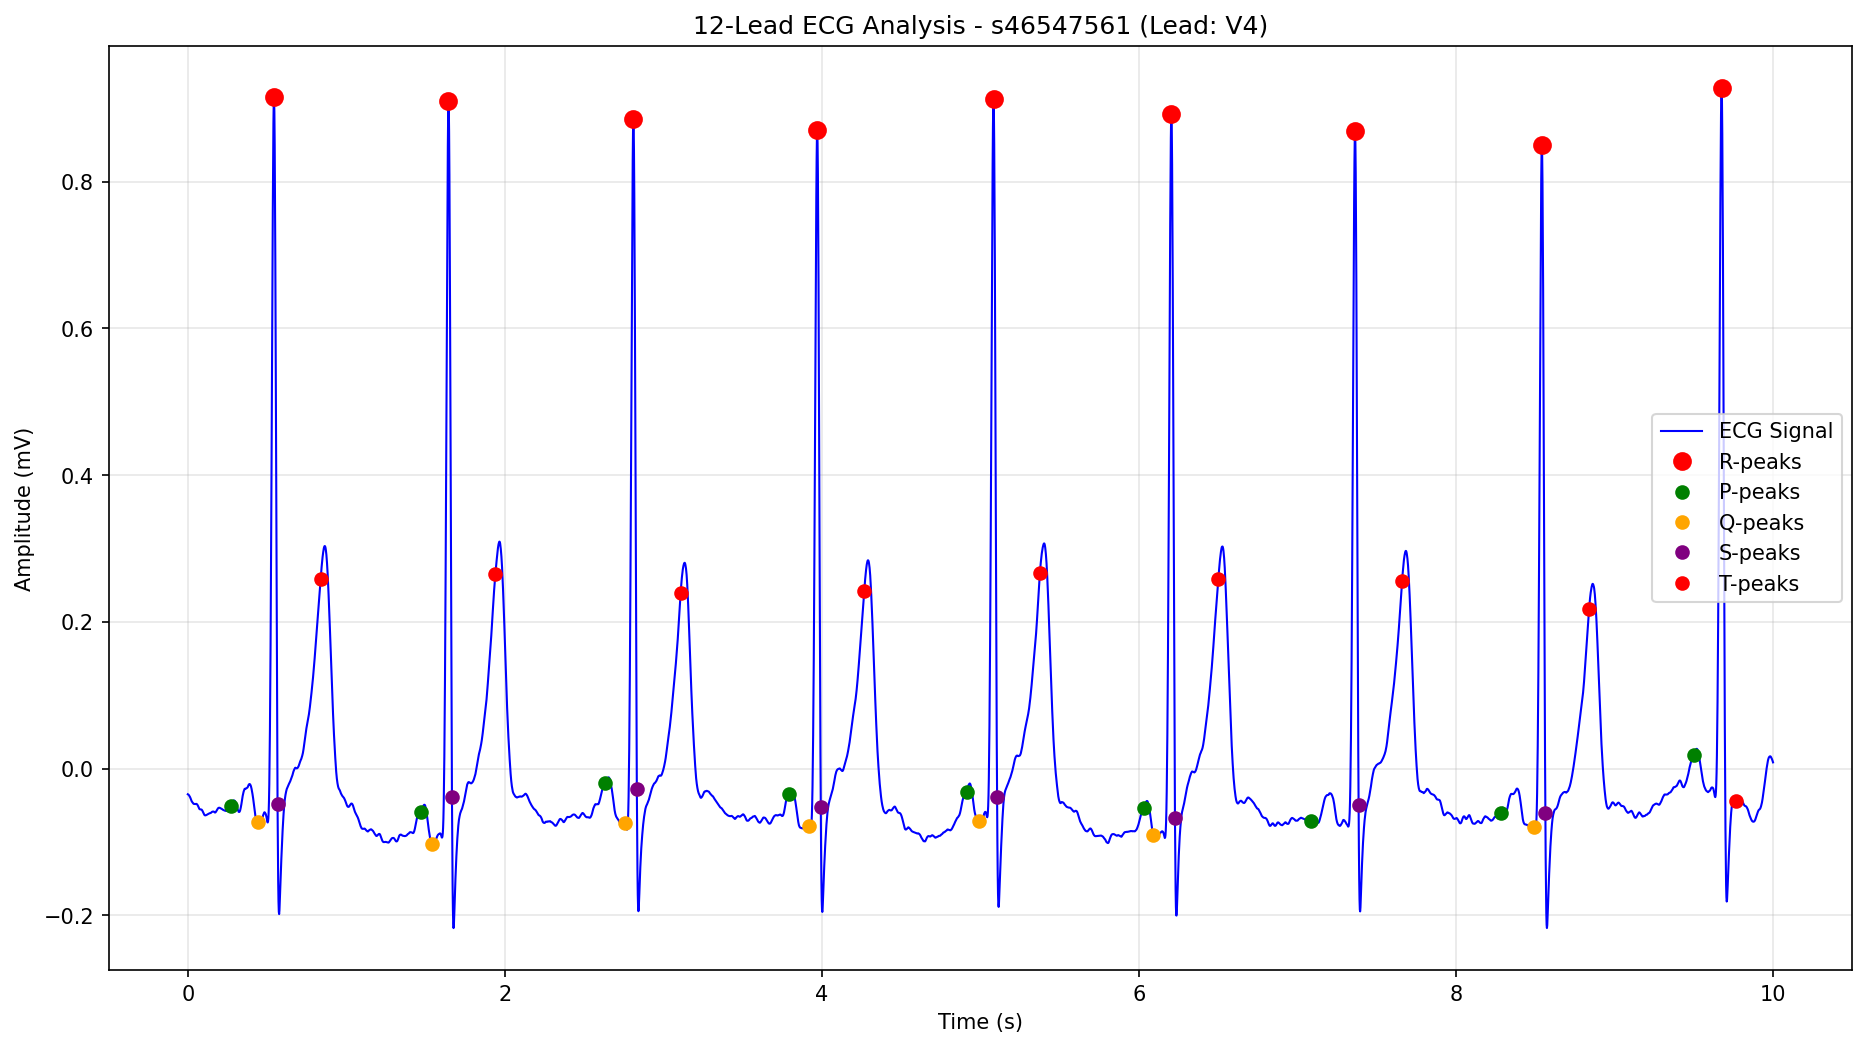 12-Lead ECG Analysis - s46547561 (Lead: V4)
Amplitude (mV)
0.8
0.6
0.4
0.2
0.0
−0.2
ECG Signal
R-peaks
P-peaks
Q-peaks
S-peaks
T-peaks
0 2 4 6 8 10
Time (s)